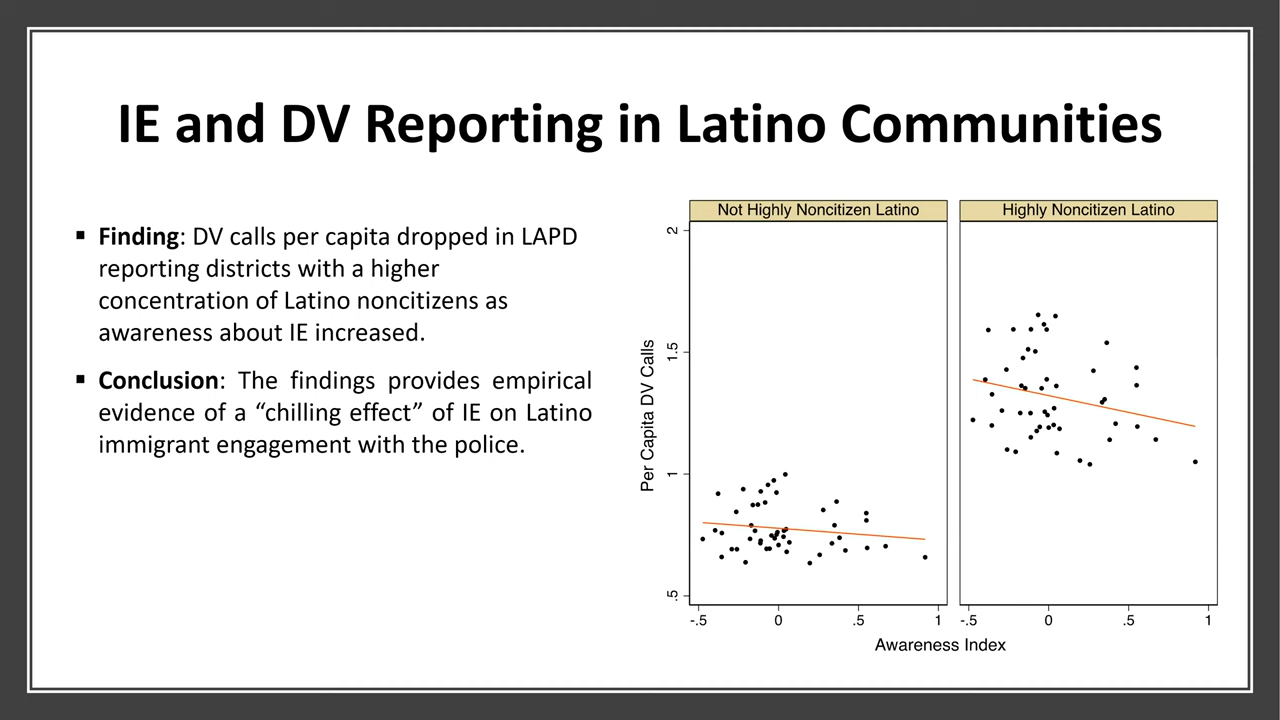 IE and DV Reporting in Latino Communities
▪ Finding: DV calls per capita dropped in LAPD
reporting districts with a higher
concentration of Latino noncitizens as
awareness about IE increased.
▪ Conclusion: The findings provides empirical
evidence of a “chilling effect” of IE on Latino
immigrant engagement with the police.
Not Highly Noncitizen Latino
Highly Noncitizen Latino
Per Capita DV Calls
2
1.5
1
.5
-.5 0 .5 1
-.5 0 .5 1
Awareness Index